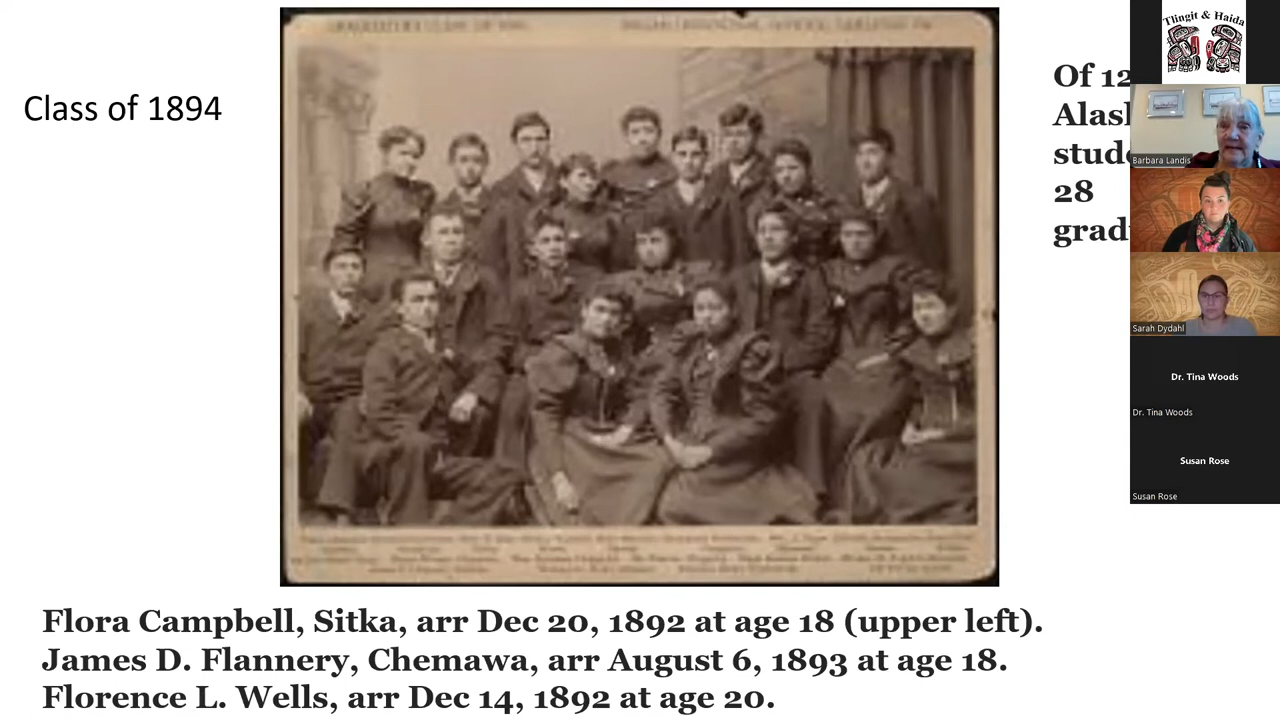 Class of 1894
Of 12
Alas
stude
28
grad
Flora Campbell, Sitka, arr Dec 20, 1892 at age 18 (upper left).
James D. Flannery, Chemawa, arr August 6, 1893 at age 18.
Florence L. Wells, arr Dec 14, 1892 at age 20.
Tlingit & Haida
Barbara Landis
Sarah Dydahl
Dr. Tina Woods
Dr. Tina Woods
Susan Rose
Susan Rose